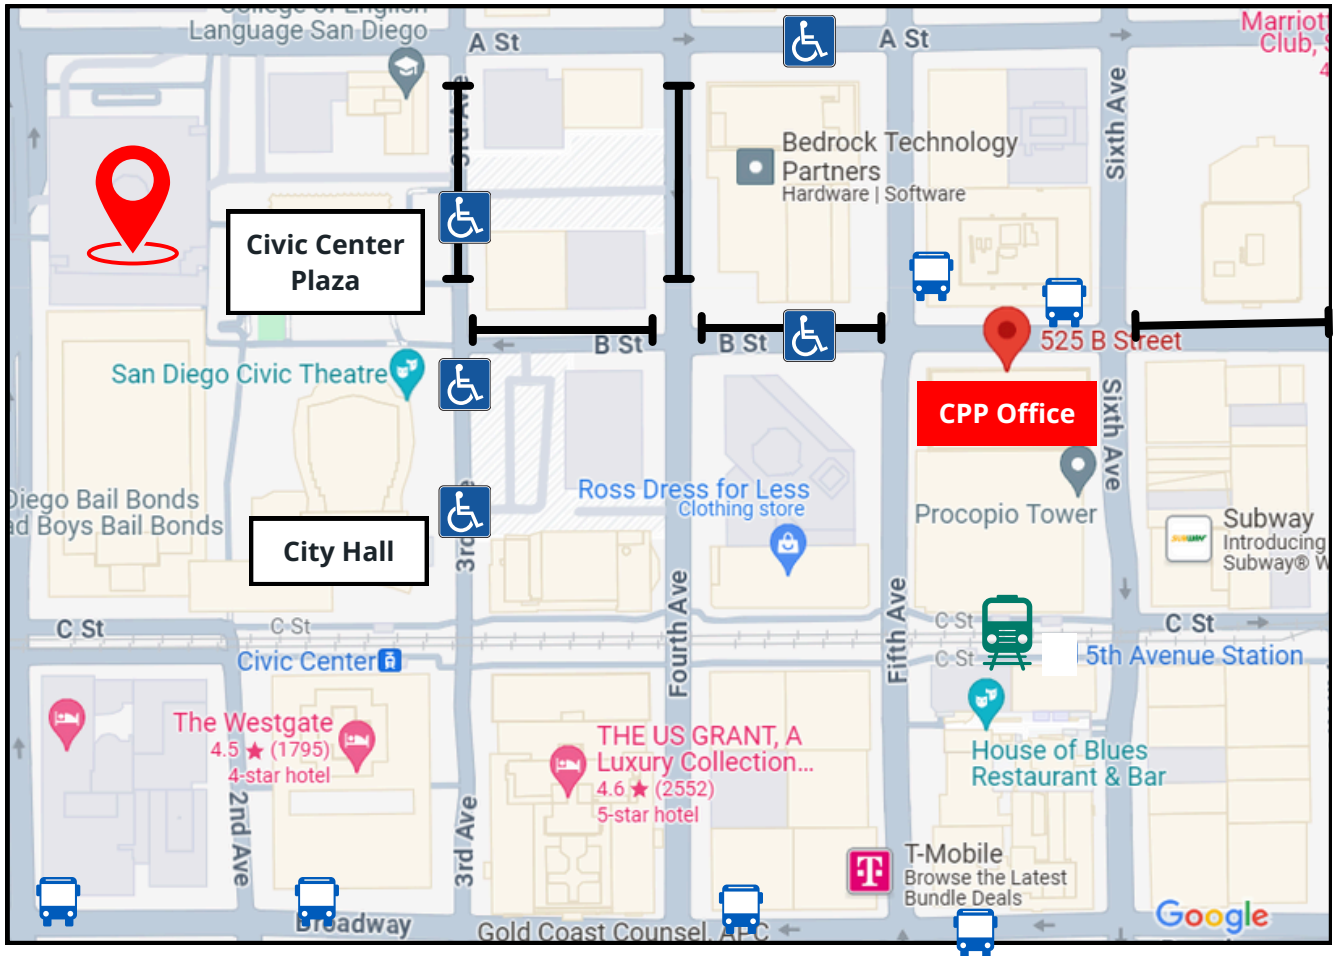 College of English
Language San Diego
A St
A St
Marriott
Club, S
4
3rd Ave
Sixth Ave
Bedrock Technology
Partners
Hardware | Software
Civic Center
Plaza
B St
B St
525 B Street
San Diego Civic Theatre
CPP Office
Sixth Ave
Diego Bail Bonds
ad Boys Bail Bonds
Ross Dress for Less
Clothing store
Procopio Tower
Subway
Introducing
Subway® W
SUBWAY
City Hall
3rd
C St
C St
C St
C St
C St
Civic Center
Fourth Ave
Fifth Ave
5th Avenue Station
The Westgate
4.5 ★ (1795)
4-star hotel
THE US GRANT, A
Luxury Collection...
4.6 ★ (2552)
5-star hotel
House of Blues
Restaurant & Bar
2nd Ave
3rd Ave
T-Mobile
Browse the Latest
Bundle Deals
T
Broadway
Gold Coast Counsel, APC
Google